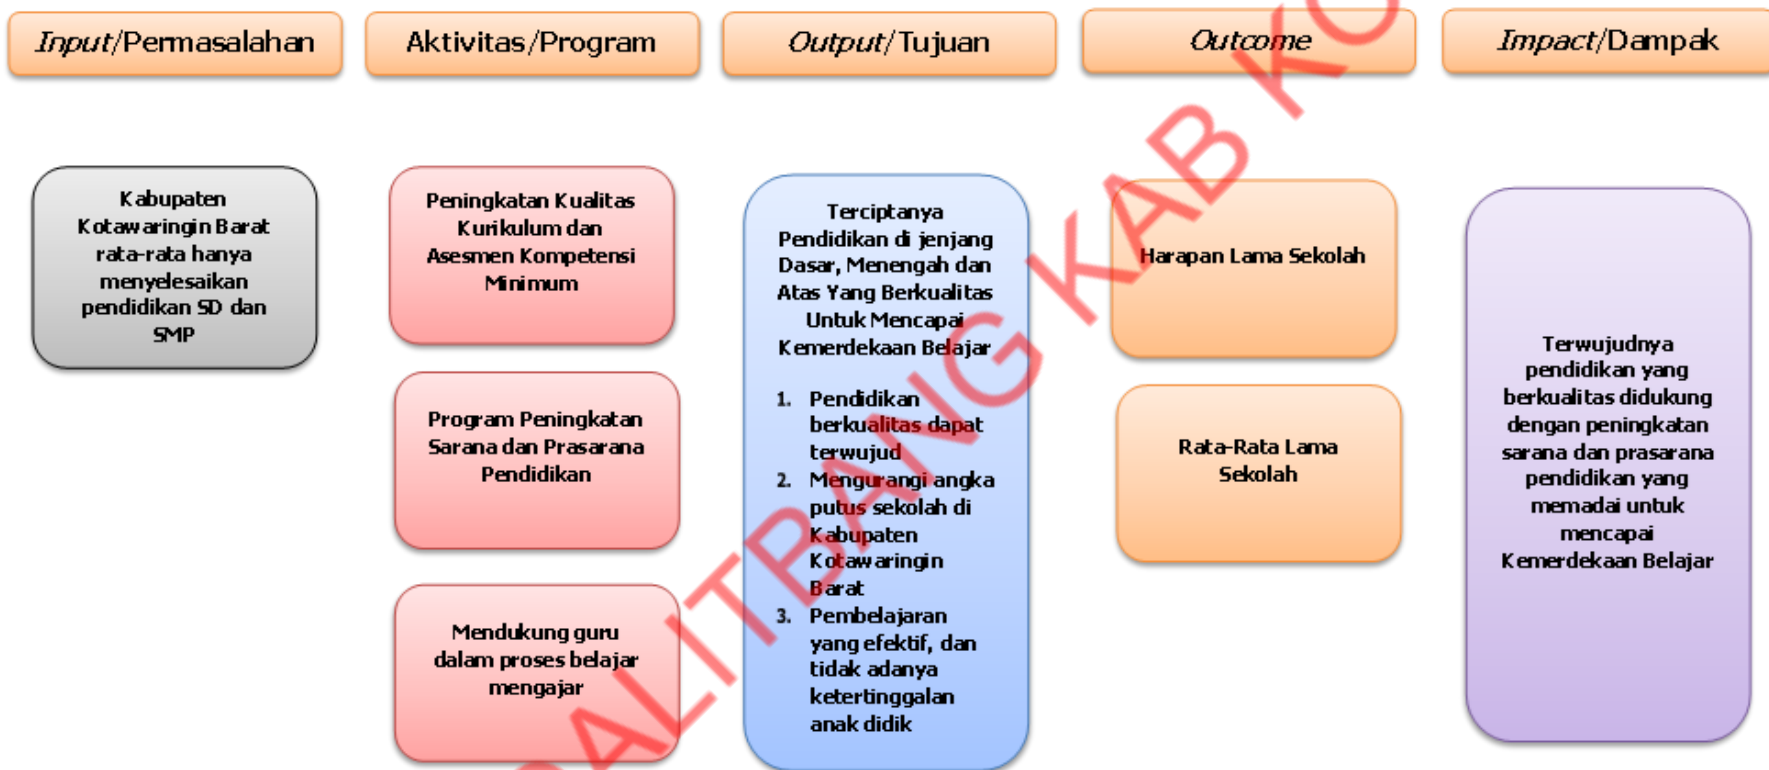 Input/Permasalahan
Aktivitas/Program
Output/Tujuan
Outcome
Impact/Dampak
Kabupaten
Kotawaringin Barat
rata-rata hanya
menyelesaikan
pendidikan SD dan
SMP
Peningkatan Kualitas
Kurikulum dan
Asesmen Kompetensi
Minimum
Program Peningkatan
Sarana dan Prasarana
Pendidikan
Mendukung guru
dalam proses belajar
mengajar
Terciptanya
Pendidikan di jenjang
Dasar, Menengah dan
Atas Yang Berkualitas
Untuk Mencapai
Kemerdekaan Belajar
1. Pendidikan
berkualitas dapat
terwujud
2. Mengurangi angka
putus sekolah di
Kabupaten
Kotawaringin
Barat
3. Pembelajaran
yang efektif, dan
tidak adanya
ketertinggalan
anak didik
Harapan Lama Sekolah
Rata-Rata Lama
Sekolah
Terwujudnya
pendidikan yang
berkualitas didukung
dengan peningkatan
sarana dan prasarana
pendidikan yang
memadai untuk
mencapai
Kemerdekaan Belajar
ALITBANG KAB KO